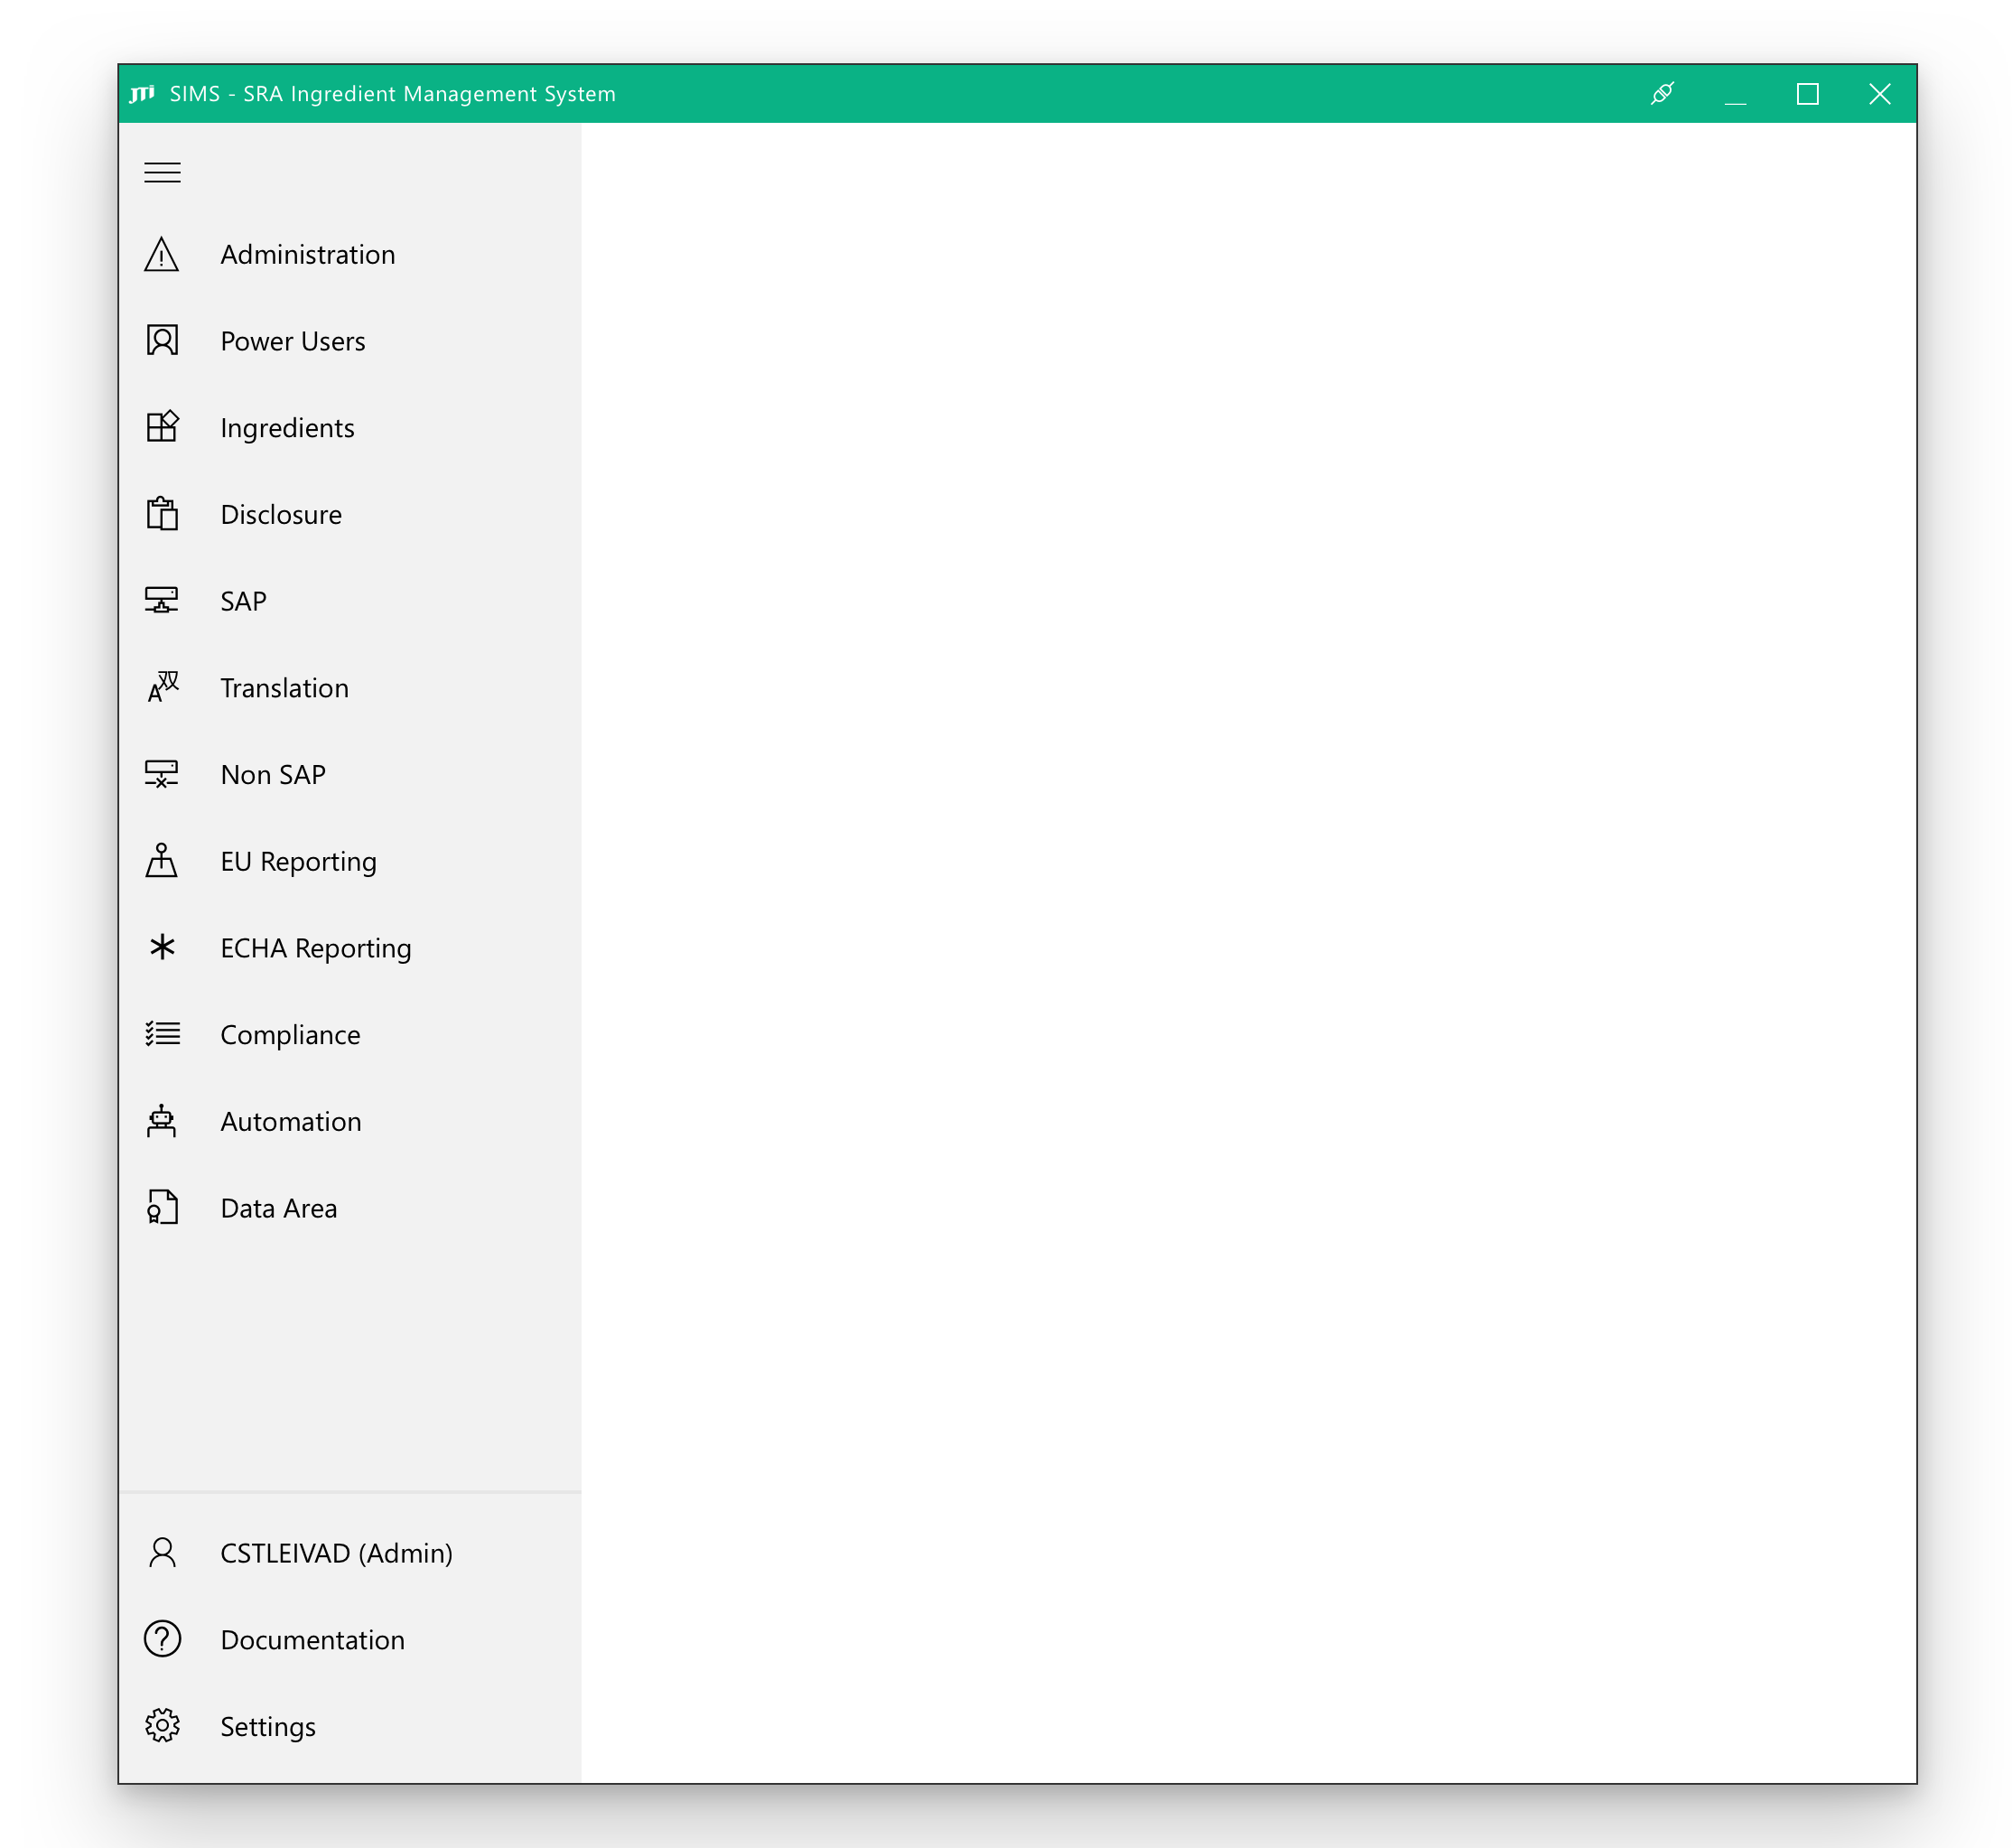 JTi SIMS - SRA Ingredient Management System
Administration
Power Users
Ingredients
Disclosure
SAP
Translation
Non SAP
EU Reporting
ECHA Reporting
Compliance
Automation
Data Area
CSTLEIVAD (Admin)
Documentation
Settings